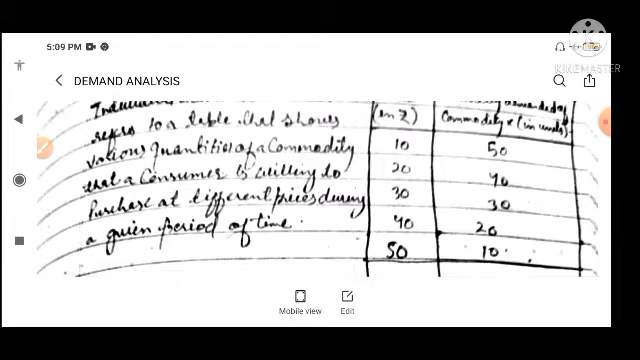 5:09 PM
KINEMASTER
DEMAND ANALYSIS
refers to a table that shows
various quantities of a Commodity
that a Consumer is willing to
Purchase at different prices during
a given Period of time.
(in ₹) Commodity x (in units)
10 50
20 40
30 30
40 20
50 10
Mobile view
Edit